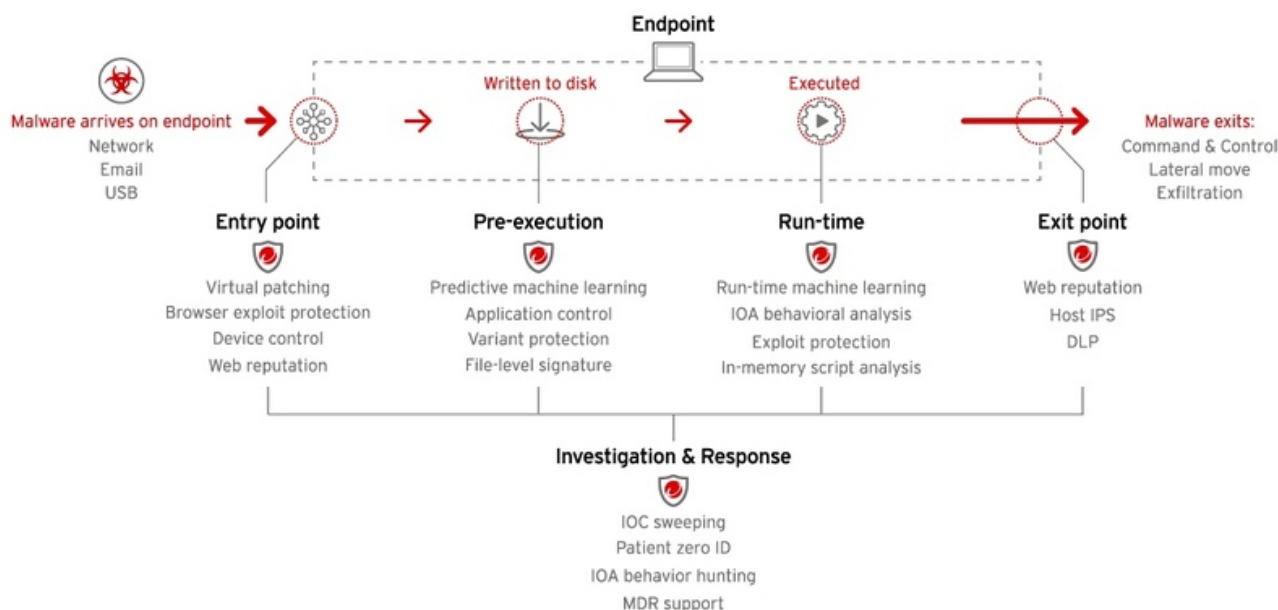 Endpoint
Malware arrives on endpoint
Network
Email
USB
Written to disk
Executed
Malware exits:
Command & Control
Lateral move
Exfiltration
Entry point
Virtual patching
Browser exploit protection
Device control
Web reputation
Pre-execution
Predictive machine learning
Application control
Variant protection
File-level signature
Run-time
Run-time machine learning
IOA behavioral analysis
Exploit protection
In-memory script analysis
Exit point
Web reputation
Host IPS
DLP
Investigation & Response
IOC sweeping
Patient zero ID
IOA behavior hunting
MDR support